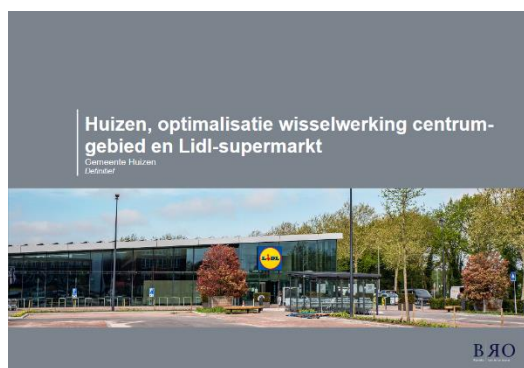 Huizen, optimalisatie wisselwerking centrum-
gebied en Lidl-supermarkt
Gemeente Huizen
Definitief
LIDL
BRO